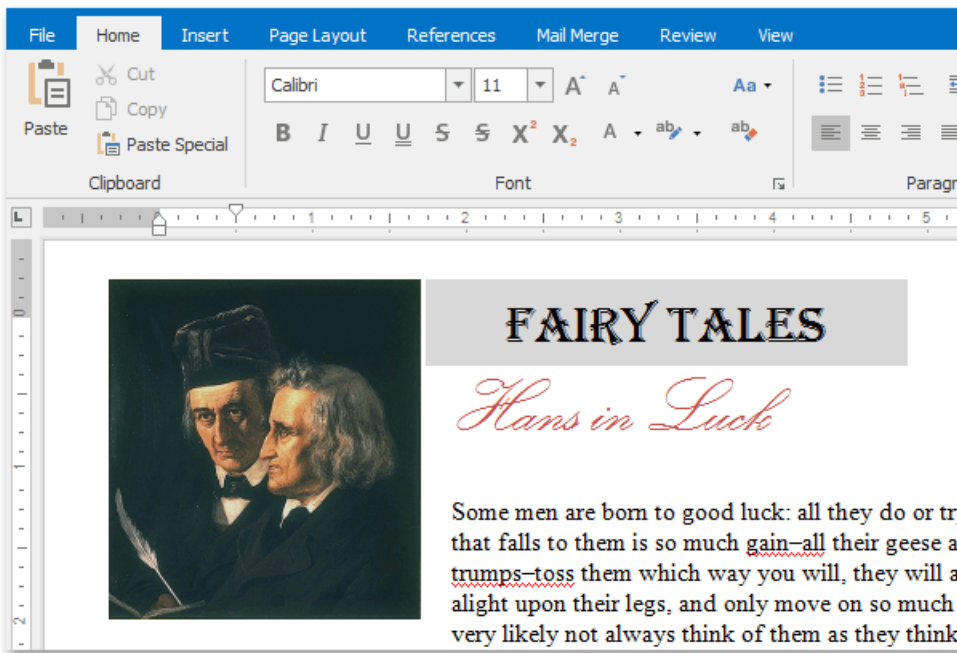 File Home Insert Page Layout References Mail Merge Review View
Cut
Copy
Paste
Paste Special
Calibri 11 A A Aa
B I U U S S X² X₂ A ab ab
Clipboard Font
L
1 2 3 4 5
0
1
2
FAIRY TALES
Hans in Luck
Some men are born to good luck: all they do or
that falls to them is so much gain–all their geese
trumps–toss them which way you will, they will
alight upon their legs, and only move on so much
very likely not always think of them as they think